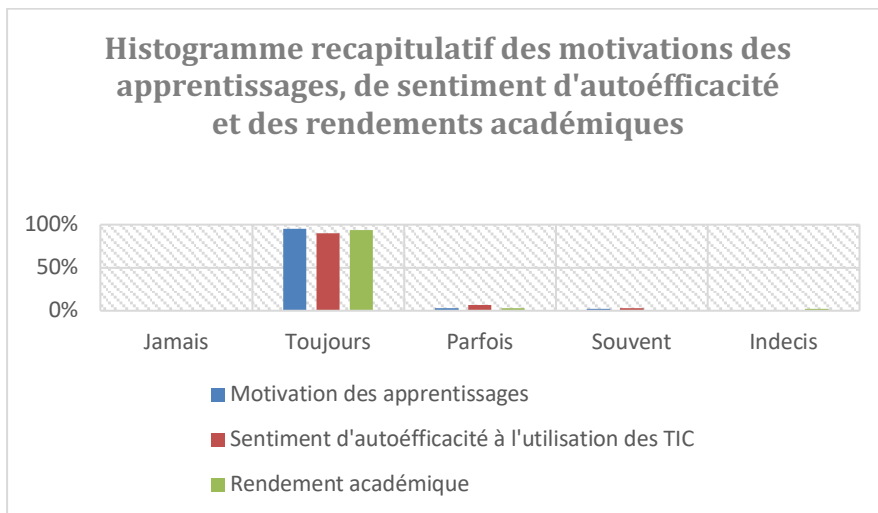 Histogramme recapitulatif des motivations des
apprentissages, de sentiment d'autoéfficacité
et des rendements académiques
100%
50%
0%
Jamais
Toujours
Parfois
Souvent
Indecis
Motivation des apprentissages
Sentiment d'autoéfficacité à l'utilisation des TIC
Rendement académique